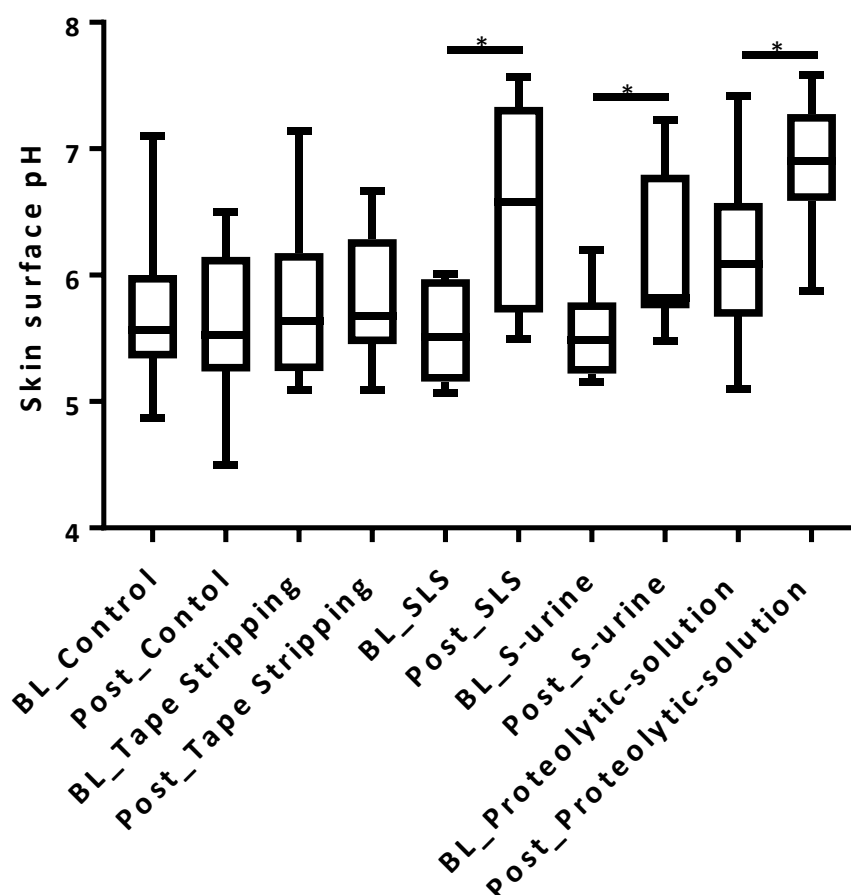 Skin surface pH
8
7
6
5
4
*
*
*
BL_Control
Post_Contol
BL_Tape Stripping
Post_Tape Stripping
BL_SLS
Post_SLS
BL_S-urine
Post_S-urine
BL_Proteolytic-solution
Post_Proteolytic-solution